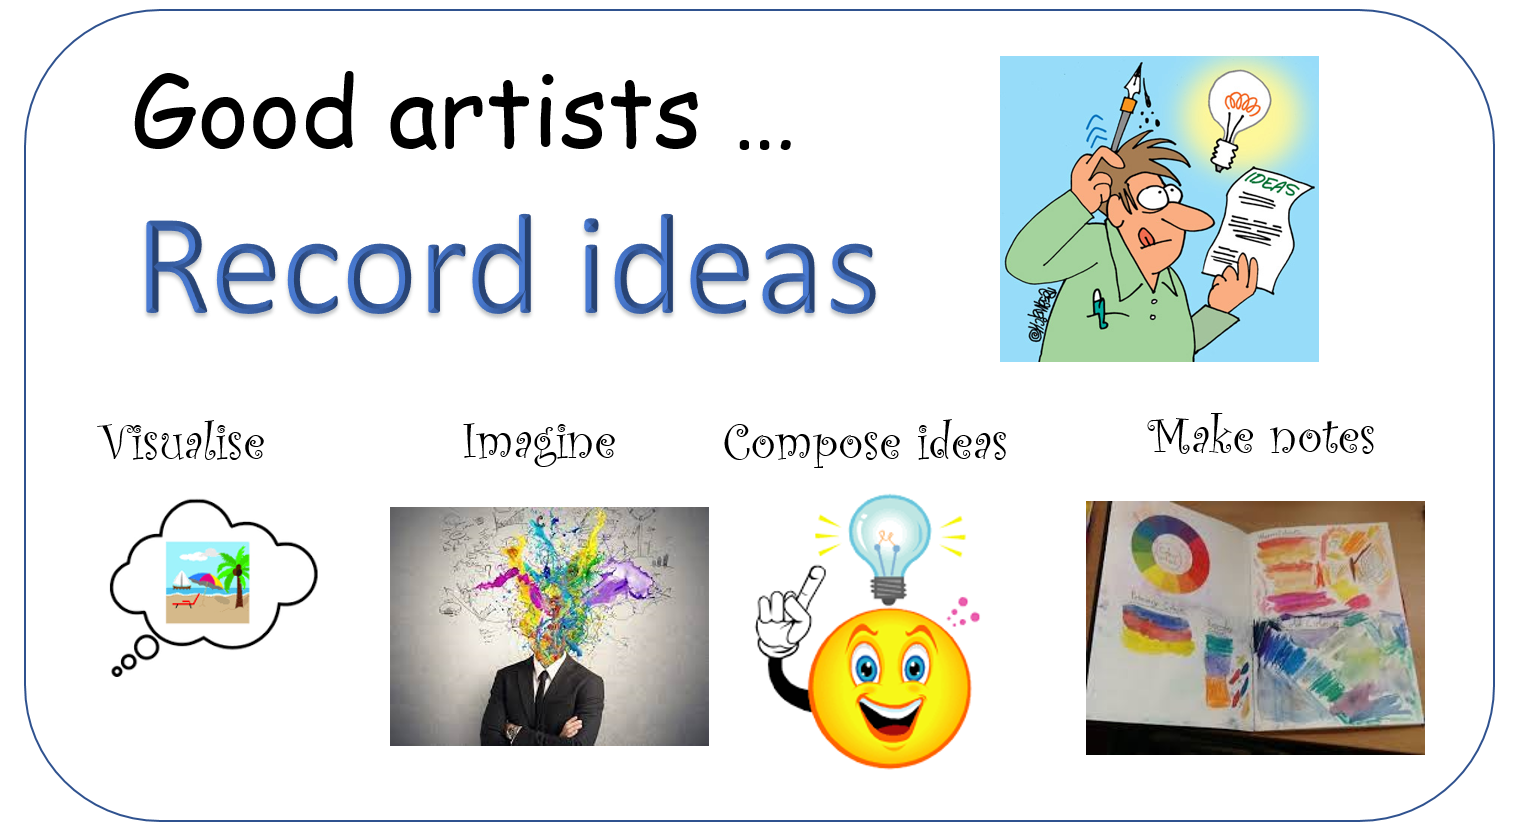 Good artists ...
Record ideas
IDEAS
Visualise
Imagine
Compose ideas
Make notes